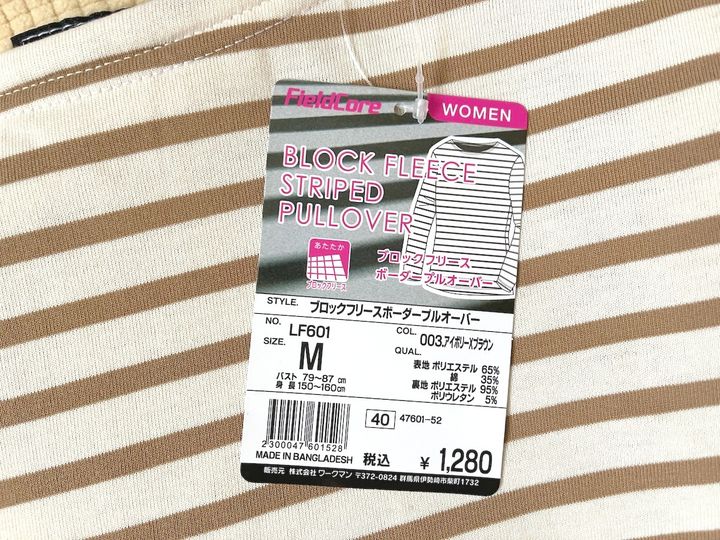 FieldCore
WOMEN
BLOCK FLEECE
STRIPED
PULLOVER
あたたか
ブロックフリース
ブロックフリース
ボーダープルオーバー
STYLE. ブロックフリースボーダープルオーバー
NO. LF601
COL. 003.アイボリー×ブラウン
SIZE. M
バスト 79〜87 cm
身 長 150〜160cm
QUAL.
表地 ポリエステル 65%
綿 35%
裏地 ポリエステル 95%
ポリウレタン 5%
40 47601-52
2300047601528
MADE IN BANGLADESH
税込 ¥ 1,280
販売元 株式会社 ワークマン 〒372-0824 群馬県伊勢崎市柴町1732